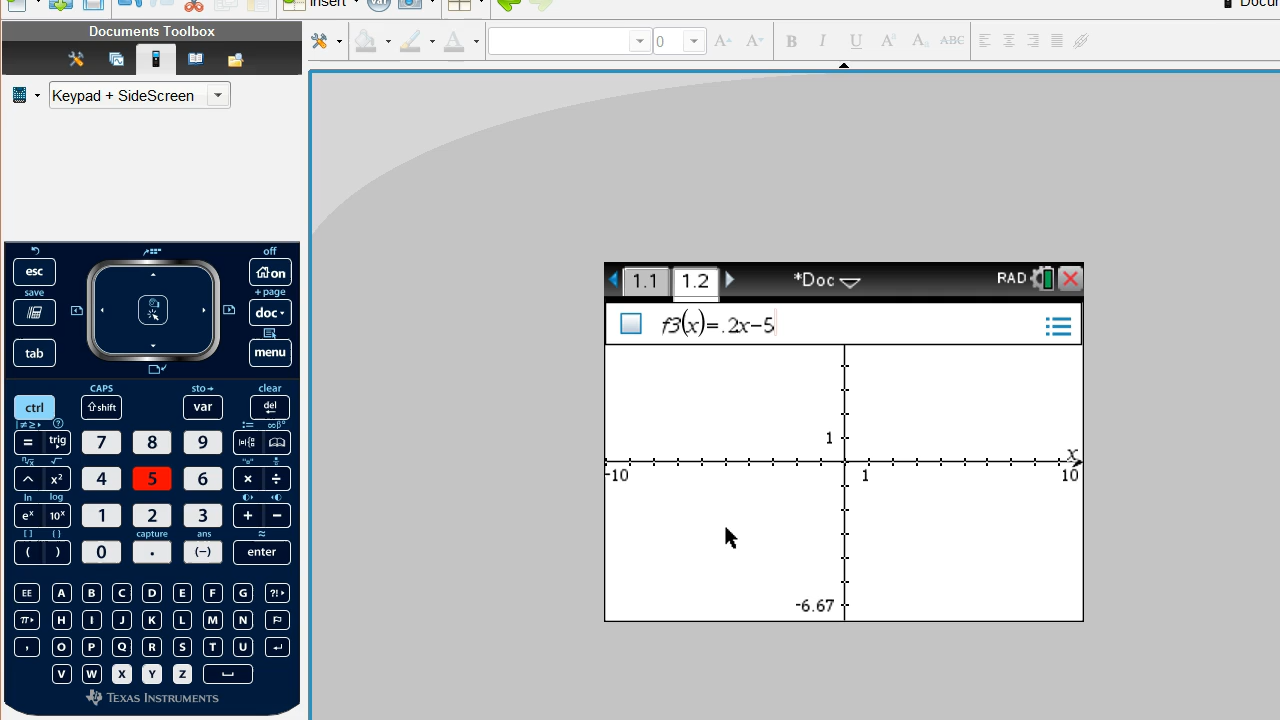 Insert
Docum
Documents Toolbox
0
B I U A A ABC
Keypad + SideScreen
off
esc
on
save
+ page
doc
tab
menu
CAPS
sto→
clear
ctrl
shift
var
del
|≠≥▸
:=
∞β°
=
trig
7
8
9
√
"◦"
^
x²
4
5
6
×
÷
ln
log
eˣ
10ˣ
1
2
3
+
−
[ ]
{ }
capture
ans
≈
(
)
0
.
(−)
enter
EE A B C D E F G ?!▸
π▸ H I J K L M N
, O P Q R S T U
V W X Y Z
TEXAS INSTRUMENTS
1.1
1.2
*Doc
RAD
f3(x)=.2x−5
1
x
-10
1
10
-6.67